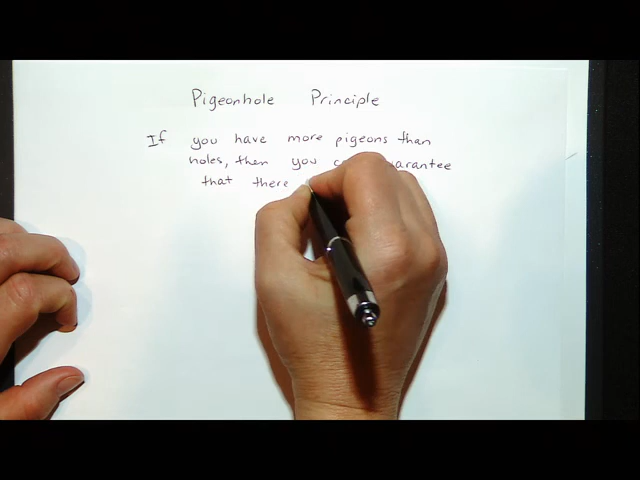 Pigeonhole Principle
If you have more pigeons than
holes, then you
that there